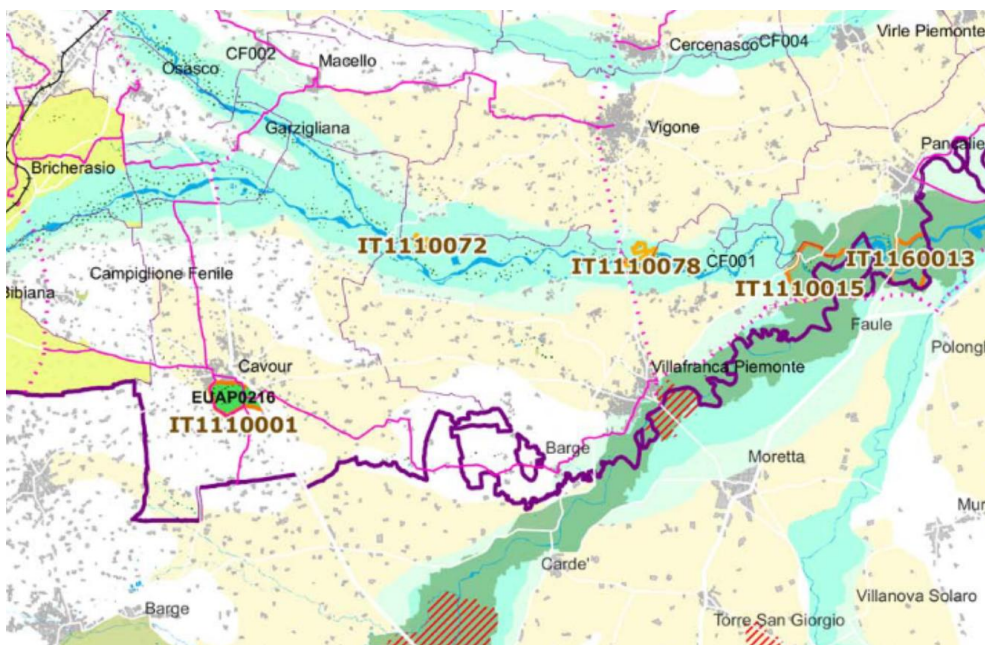 Cercenasco
CF004
Virle Piemonte
CF002
Macello
Osasco
Garzigliana
Vigone
Pancalie
Bricherasio
IT1110072
IT1110078
CF001
IT1160013
Campiglione Fenile
IT1110015
Bibiana
Faule
Polongh
Cavour
Villafranca Piemonte
EUAP0216
IT1110001
Barge
Moretta
Mur
Carde'
Villanova Solaro
Barge
Torre San Giorgio